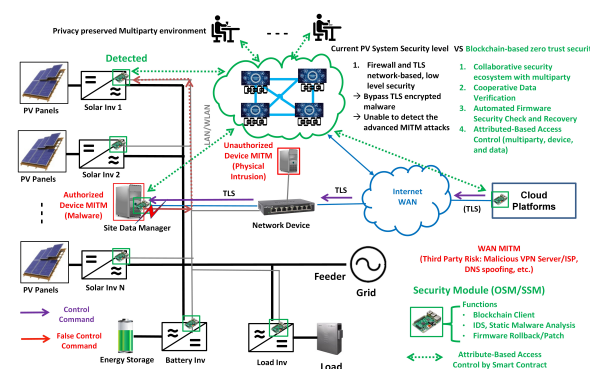 Privacy preserved Multiparty environment
Current PV System Security level VS Blockchain-based zero trust securit
Detected
1. Firewall and TLS
network-based, low
level security
→ Bypass TLS encrypted
malware
→ Unable to detect the
advanced MITM attacks
1. Collaborative security
ecosystem with multiparty
2. Cooperative Data
Verification
3. Automated Firmware
Security Check and Recovery
4. Attributed-Based Access
Control (multiparty, device,
and data)
PV Panels
Solar Inv 1
LAN/WLAN
PV Panels
Solar Inv 2
Unauthorized
Device MITM
(Physical
Intrusion)
Authorized
Device MITM
(Malware)
Site Data Manager
TLS
Network Device
TLS
Internet
WAN
(TLS)
Cloud
Platforms
WAN MITM
(Third Party Risk: Malicious VPN Server/ISP,
DNS spoofing, etc.)
PV Panels
Solar Inv N
Feeder
Grid
Control
Command
False Control
Command
Energy Storage
Battery Inv
Load Inv
Load
Security Module (OSM/SSM)
Functions
• Blockchain Client
• IDS, Static Malware Analysis
• Firmware Rollback/Patch
Attribute-Based Access
Control by Smart Contract